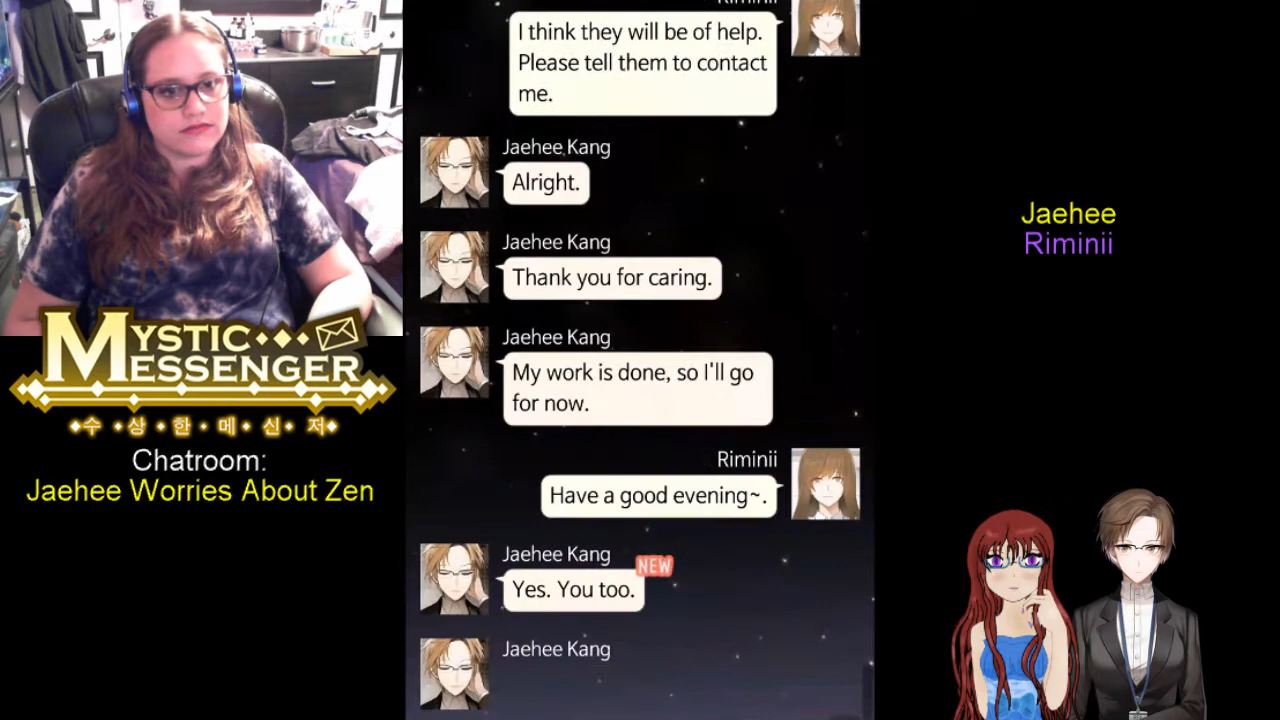 Riminii
I think they will be of help.
Please tell them to contact
me.
Jaehee Kang
Alright.
Jaehee Kang
Thank you for caring.
Jaehee Kang
My work is done, so I'll go
for now.
Riminii
Have a good evening~.
Jaehee Kang
NEW
Yes. You too.
Jaehee Kang
MYSTIC
MESSENGER
수상한메신저
Chatroom:
Jaehee Worries About Zen
Jaehee
Riminii